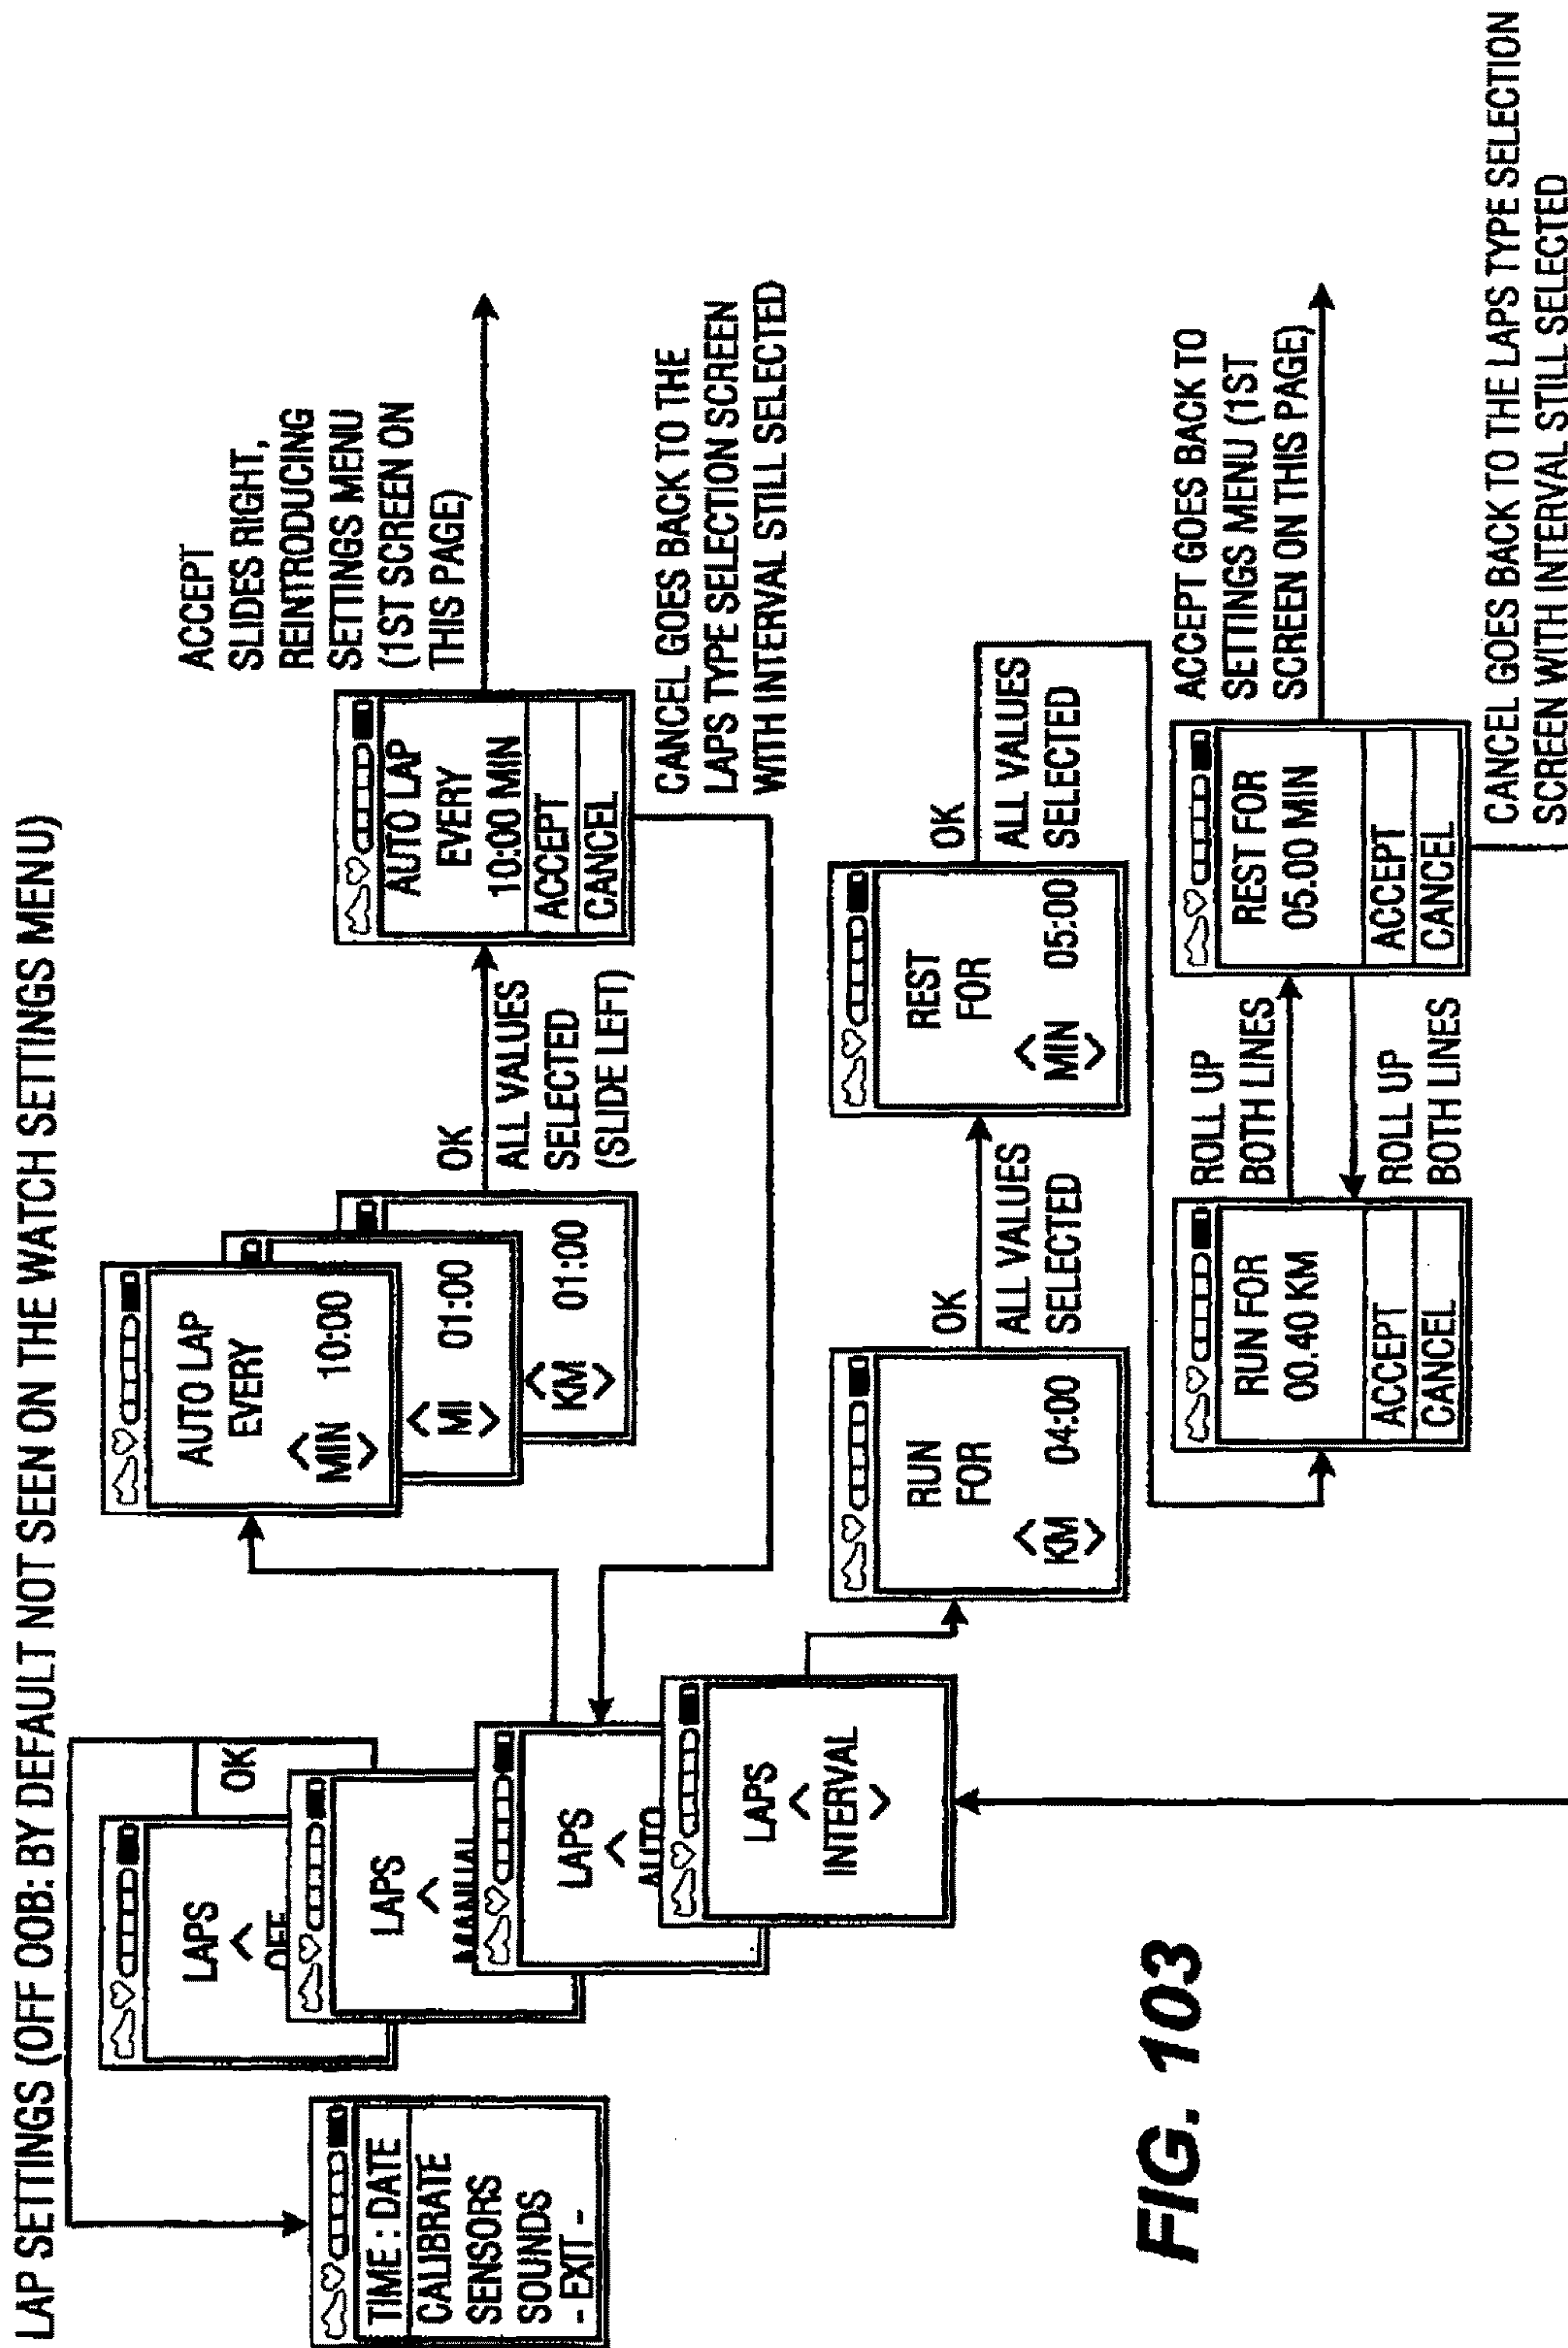 LAP SETTINGS (OFF OOB: BY DEFAULT NOT SEEN ON THE WATCH SETTINGS MENU)
TIME : DATE
CALIBRATE
SENSORS
SOUNDS
- EXIT -
LAPS
<
OFF
OK
LAPS
<
MANUAL
LAPS
<
AUTO
LAPS
<
INTERVAL
>
AUTO LAP
EVERY
<
MIN 10:00
>
<
MI 01:00
>
<
KM 01:00
>
OK
ALL VALUES
SELECTED
(SLIDE LEFT)
AUTO LAP
EVERY
10:00 MIN
ACCEPT
CANCEL
ACCEPT
SLIDES RIGHT,
REINTRODUCING
SETTINGS MENU
(1ST SCREEN ON
THIS PAGE)
CANCEL GOES BACK TO THE
LAPS TYPE SELECTION SCREEN
WITH INTERVAL STILL SELECTED
RUN
FOR
<
KM 04:00
>
OK
ALL VALUES
SELECTED
REST
FOR
<
MIN 05:00
>
OK
ALL VALUES
SELECTED
RUN FOR
00.40 KM
ACCEPT
CANCEL
ROLL UP
BOTH LINES
ROLL UP
BOTH LINES
REST FOR
05.00 MIN
ACCEPT
CANCEL
ACCEPT GOES BACK TO
SETTINGS MENU (1ST
SCREEN ON THIS PAGE)
CANCEL GOES BACK TO THE LAPS TYPE SELECTION
SCREEN WITH INTERVAL STILL SELECTED
FIG. 103